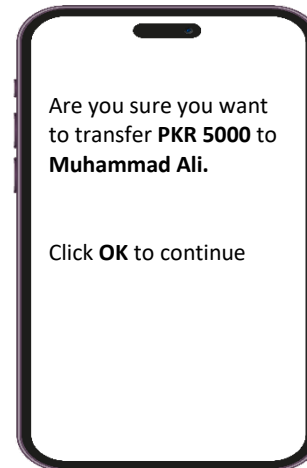 Are you sure you want
to transfer PKR 5000 to
Muhammad Ali.
Click OK to continue